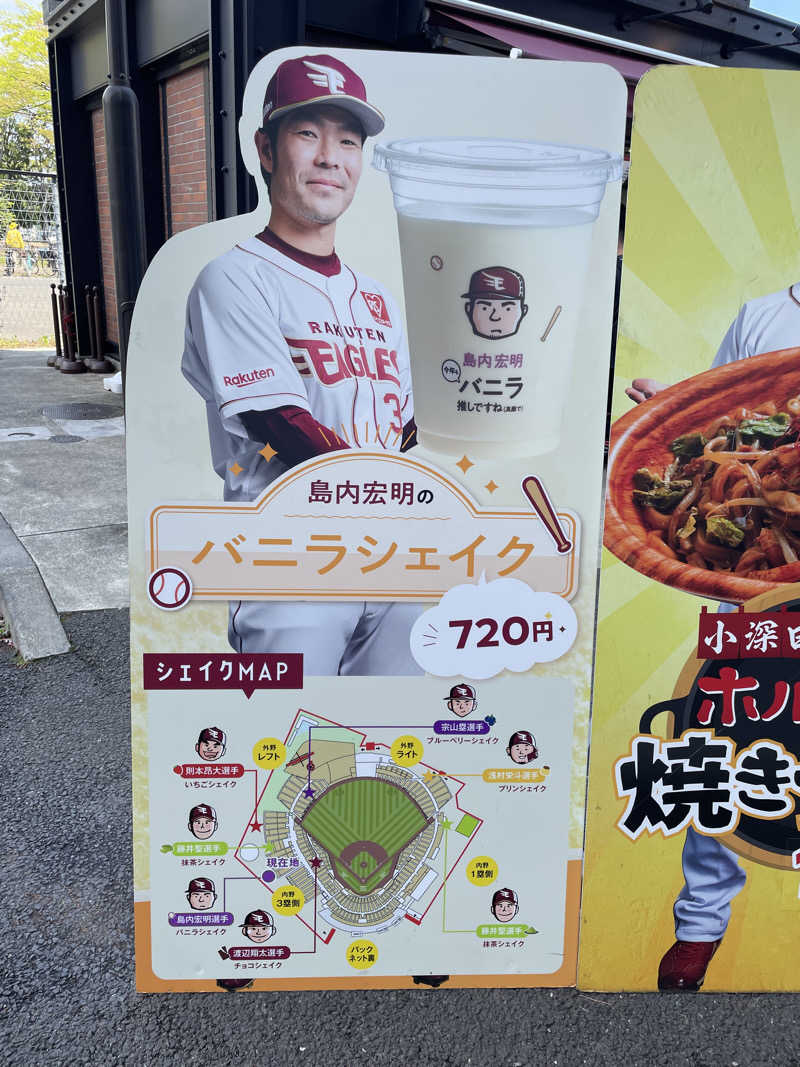 RAKUTEN
EAGLES
Rakuten
島内宏明
今年も
バニラ
推しですね(真顔で)
島内宏明の
バニラシェイク
720円
シェイクMAP
宗山塁選手
ブルーベリーシェイク
外野
レフト
外野
ライト
則本昂大選手
いちごシェイク
浅村栄斗選手
プリンシェイク
藤井聖選手
抹茶シェイク
現在地
内野
1塁側
内野
3塁側
島内宏明選手
バニラシェイク
藤井聖選手
抹茶シェイク
渡辺翔太選手
チョコシェイク
バック
ネット裏
小深田
ホル
焼き